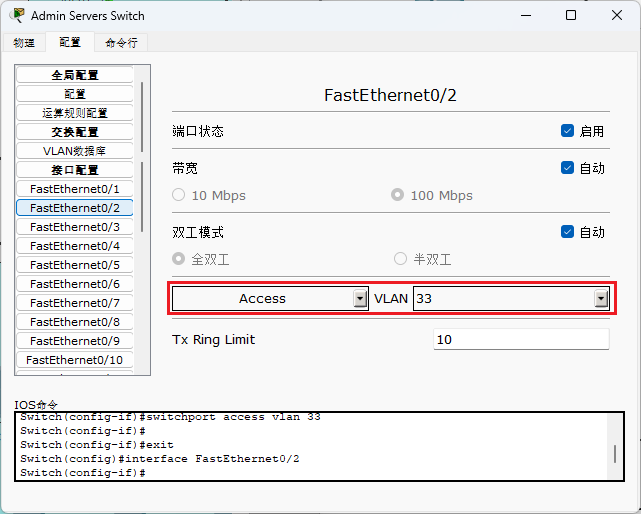 Admin Servers Switch
物理 配置 命令行
全局配置
配置
运算规则配置
交换配置
VLAN数据库
接口配置
FastEthernet0/1
FastEthernet0/2
FastEthernet0/3
FastEthernet0/4
FastEthernet0/5
FastEthernet0/6
FastEthernet0/7
FastEthernet0/8
FastEthernet0/9
FastEthernet0/10
FastEthernet0/2
端口状态 启用
带宽 自动
10 Mbps 100 Mbps
双工模式 自动
全双工 半双工
Access VLAN 33
Tx Ring Limit 10
IOS命令
Switch(config-if)#switchport access vlan 33
Switch(config-if)#
Switch(config-if)#exit
Switch(config)#interface FastEthernet0/2
Switch(config-if)#